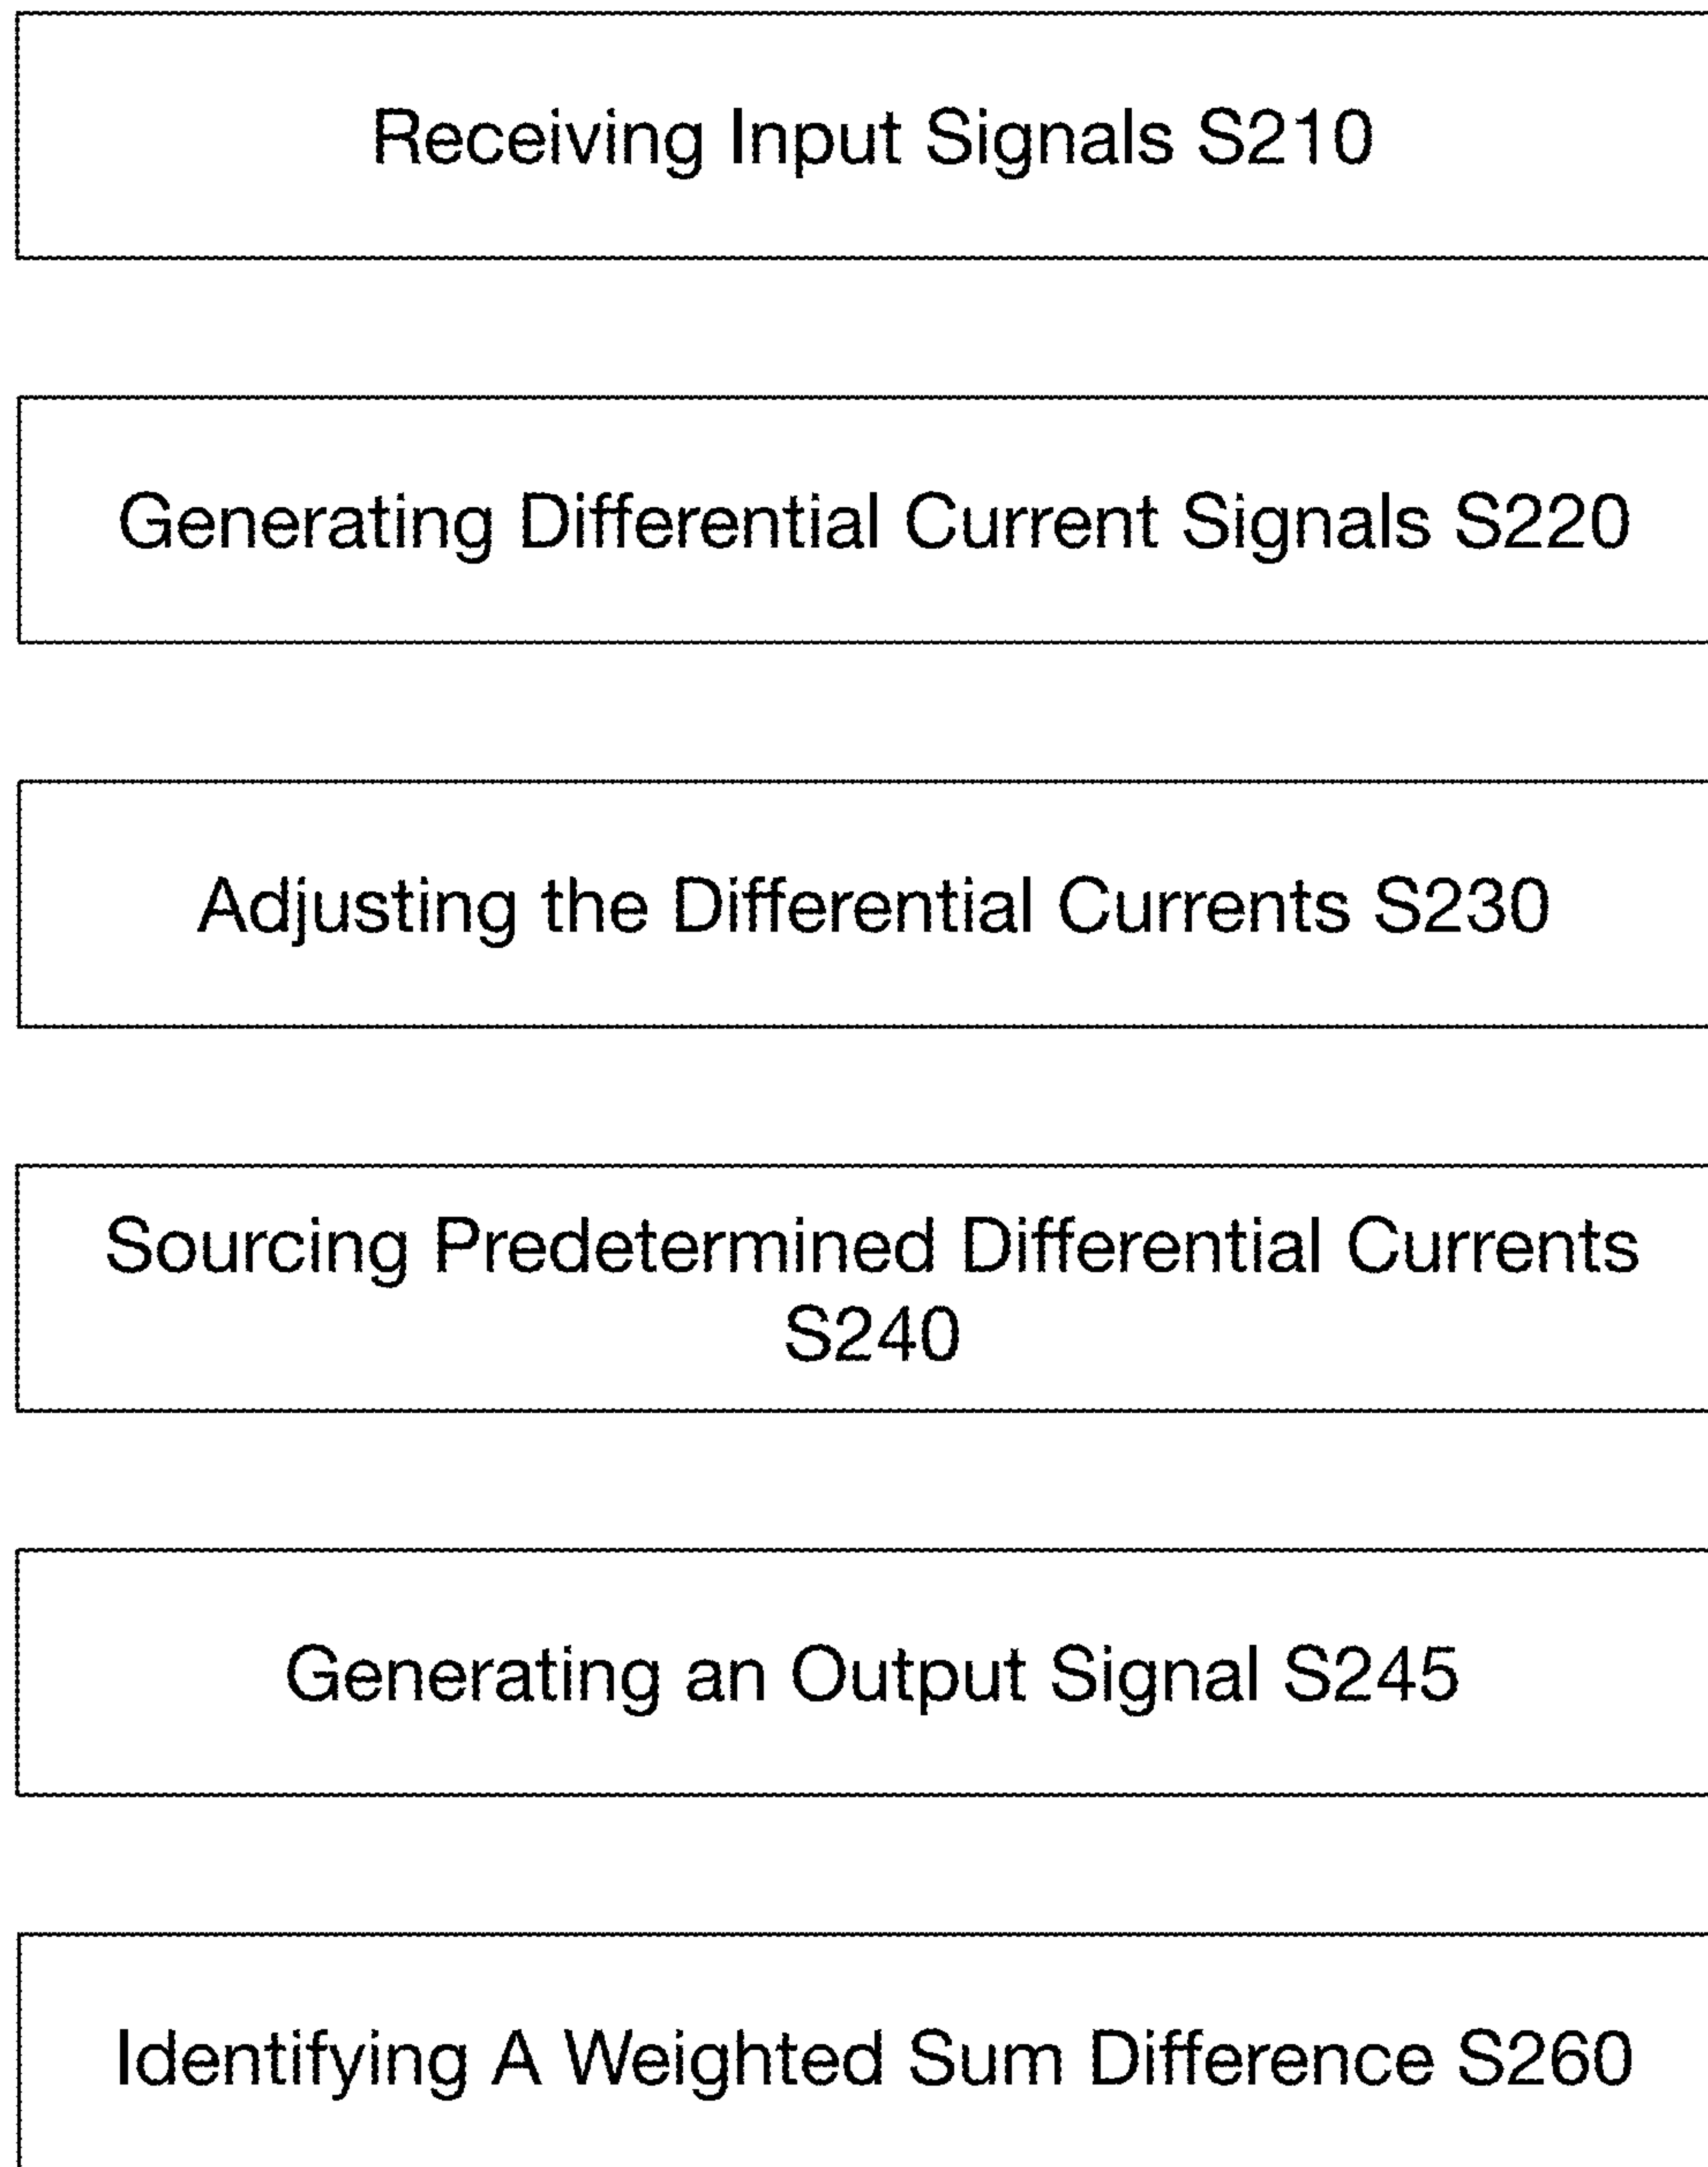 Receiving Input Signals S210
Generating Differential Current Signals S220
Adjusting the Differential Currents S230
Sourcing Predetermined Differential Currents
S240
Generating an Output Signal S245
Identifying A Weighted Sum Difference S260